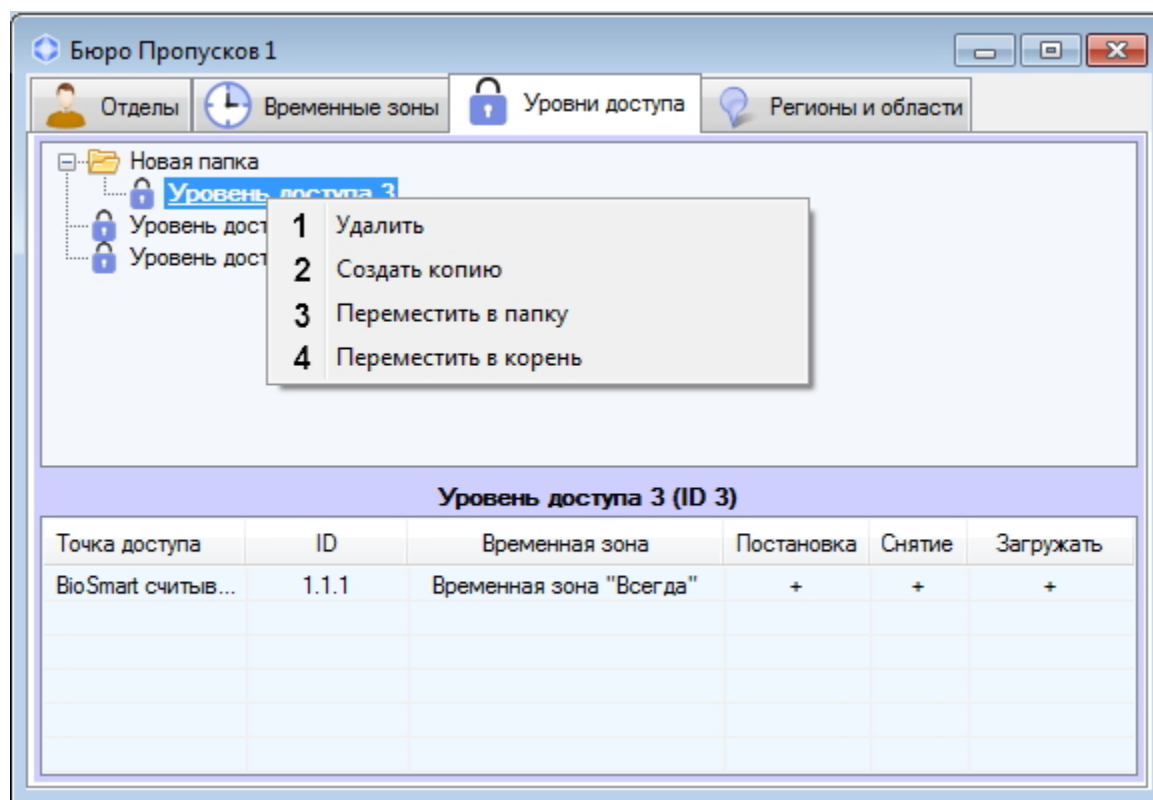 Бюро Пропусков 1
Отделы Временные зоны Уровни доступа Регионы и области
Новая папка
Уровень доступа 3
Уровень дост
Уровень дост
1 Удалить
2 Создать копию
3 Переместить в папку
4 Переместить в корень
Уровень доступа 3 (ID 3)
Точка доступа ID Временная зона Постановка Снятие Загружать
BioSmart считыв... 1.1.1 Временная зона "Всегда" + + +